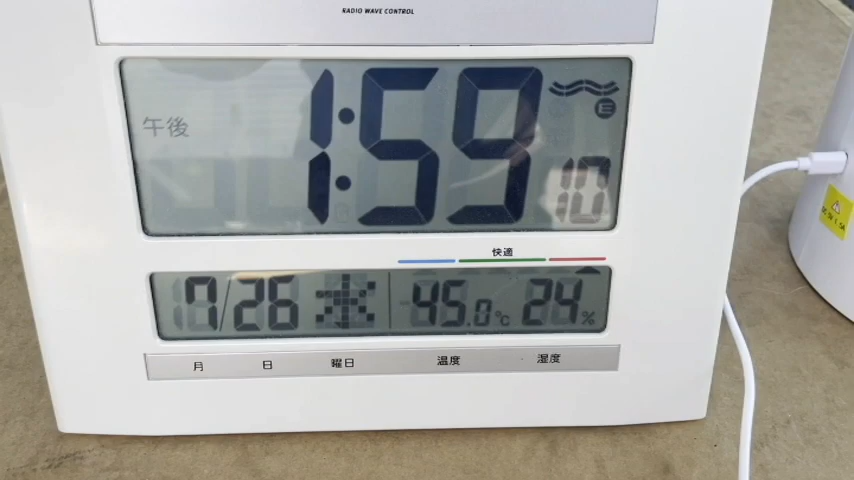 RADIO WAVE CONTROL
午後 1:59 10
E
快適
7/26 水 45.0℃ 24%
月 日 曜日 温度 湿度